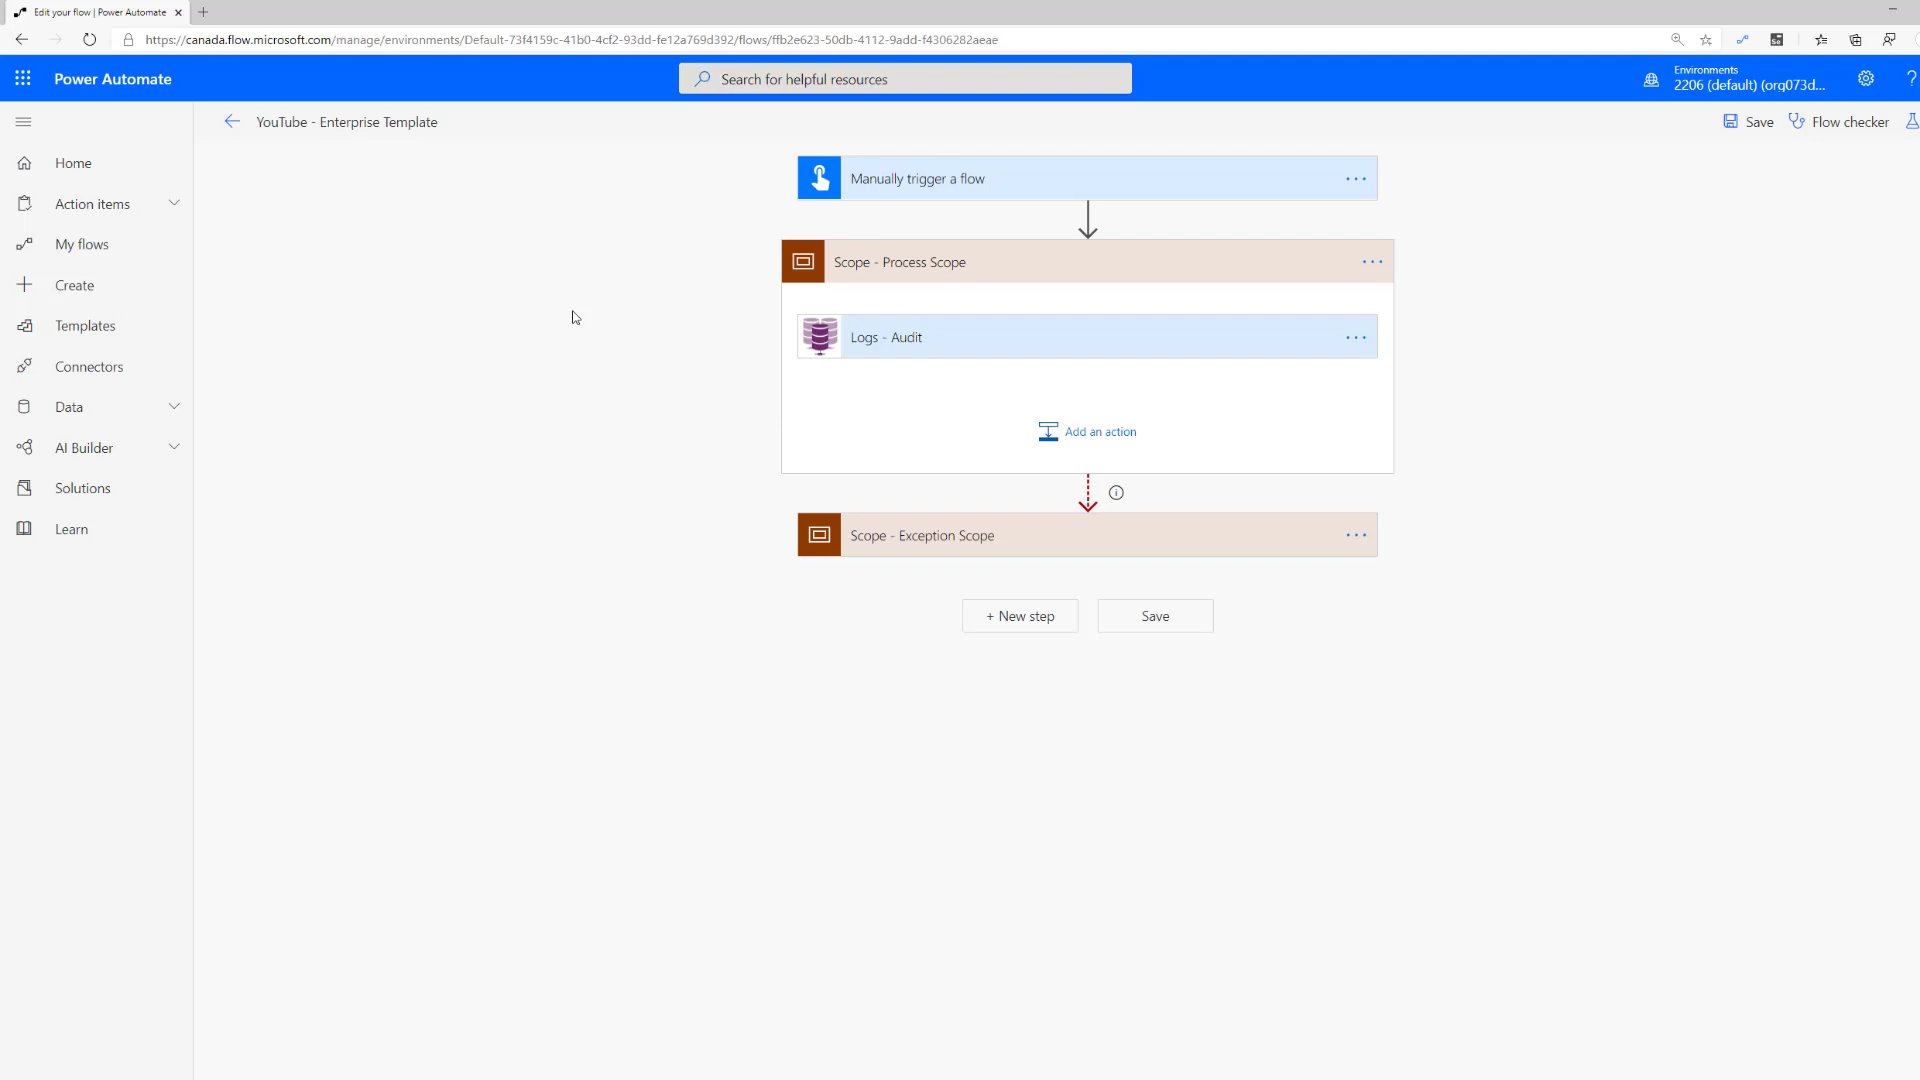 Edit your flow | Power Automate
https://canada.flow.microsoft.com/manage/environments/Default-73f4159c-41b0-4cf2-93dd-fe12a769d392/flows/ffb2e623-50db-4112-9add-f4306282aeae
Power Automate
Search for helpful resources
Environments
2206 (default) (org073d...
YouTube - Enterprise Template
Save
Flow checker
Home
Action items
My flows
Create
Templates
Connectors
Data
AI Builder
Solutions
Learn
Manually trigger a flow
Scope - Process Scope
Logs - Audit
Add an action
Scope - Exception Scope
+ New step
Save